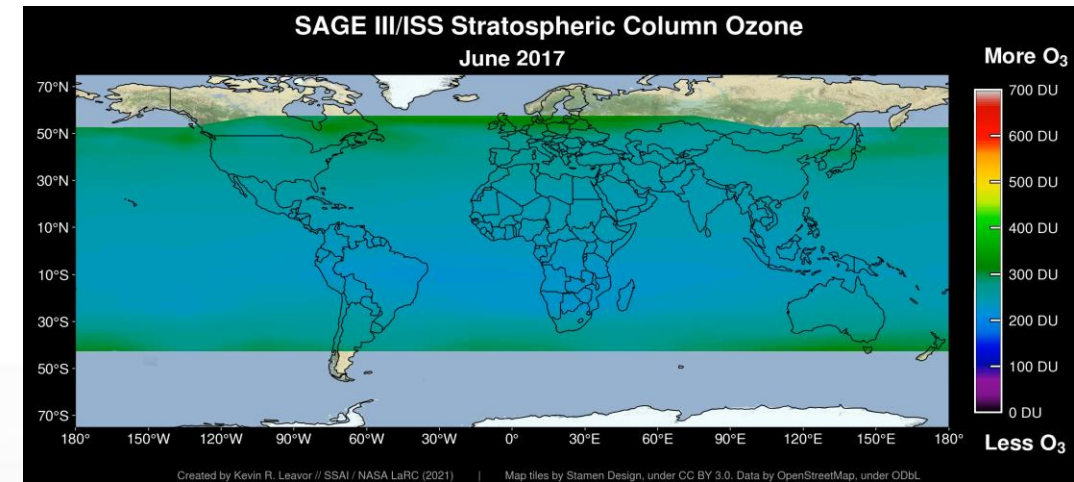 SAGE III/ISS Stratospheric Column Ozone
June 2017
More O₃
70°N
50°N
30°N
10°N
10°S
30°S
50°S
70°S
700 DU
600 DU
500 DU
400 DU
300 DU
200 DU
100 DU
0 DU
180° 150°W 120°W 90°W 60°W 30°W 0° 30°E 60°E 90°E 120°E 150°E 180°
Less O₃
Created by Kevin R. Leavor // SSAI / NASA LaRC (2021) | Map tiles by Stamen Design, under CC BY 3.0. Data by OpenStreetMap, under ODbL